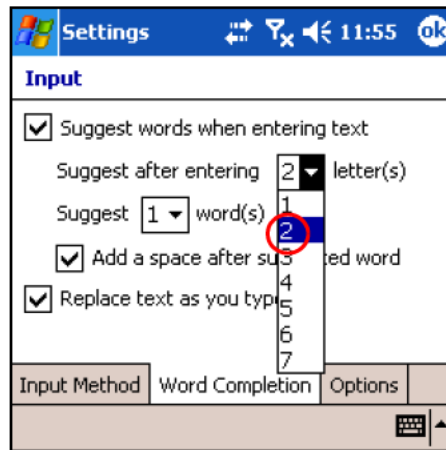 Settings 11:55 ok
Input
Suggest words when entering text
Suggest after entering 2 letter(s)
Suggest 1 word(s)
1
2
3
Add a space after su ted word
4
Replace text as you typ
5
6
7
Input Method Word Completion Options